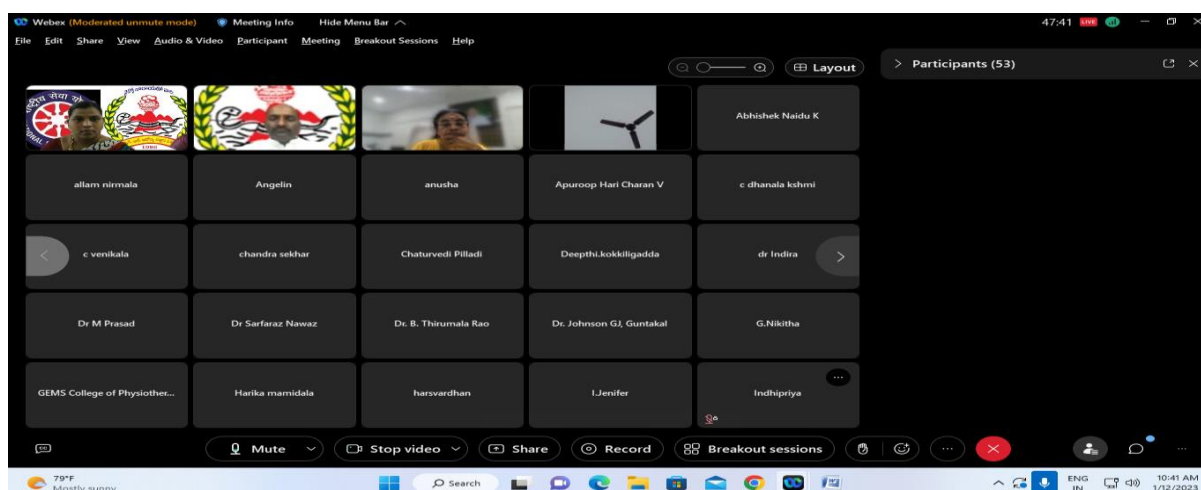 Webex (Moderated unmute mode) Meeting Info Hide Menu Bar 47:41 LIVE
File Edit Share View Audio & Video Participant Meeting Breakout Sessions Help
Layout Participants (53)
Abhishek Naidu K
allam nirmala Angelin anusha Apuroop Hari Charan V c dhanala kshmi
c venikala chandra sekhar Chaturvedi Pilladi Deepthi.kokkiligadda dr Indira
Dr M Prasad Dr Sarfaraz Nawaz Dr. B. Thirumala Rao Dr. Johnson GJ, Guntakal G.Nikitha
GEMS College of Physiother... Harika mamidala harsvardhan I.Jenifer Indhipriya
Mute Stop video Share Record Breakout sessions
79°F Search ENG 10:41 AM
Mostly sunny IN 1/12/2023